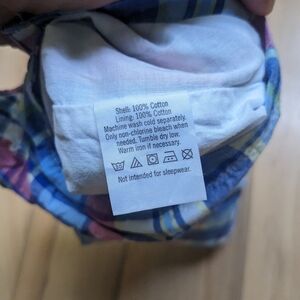 Shell: 100% Cotton
Lining: 100% Cotton
Machine wash cold separately.
Only non-chlorine bleach when
needed. Tumble dry low.
Warm iron if necessary.
Not intended for sleepwear.